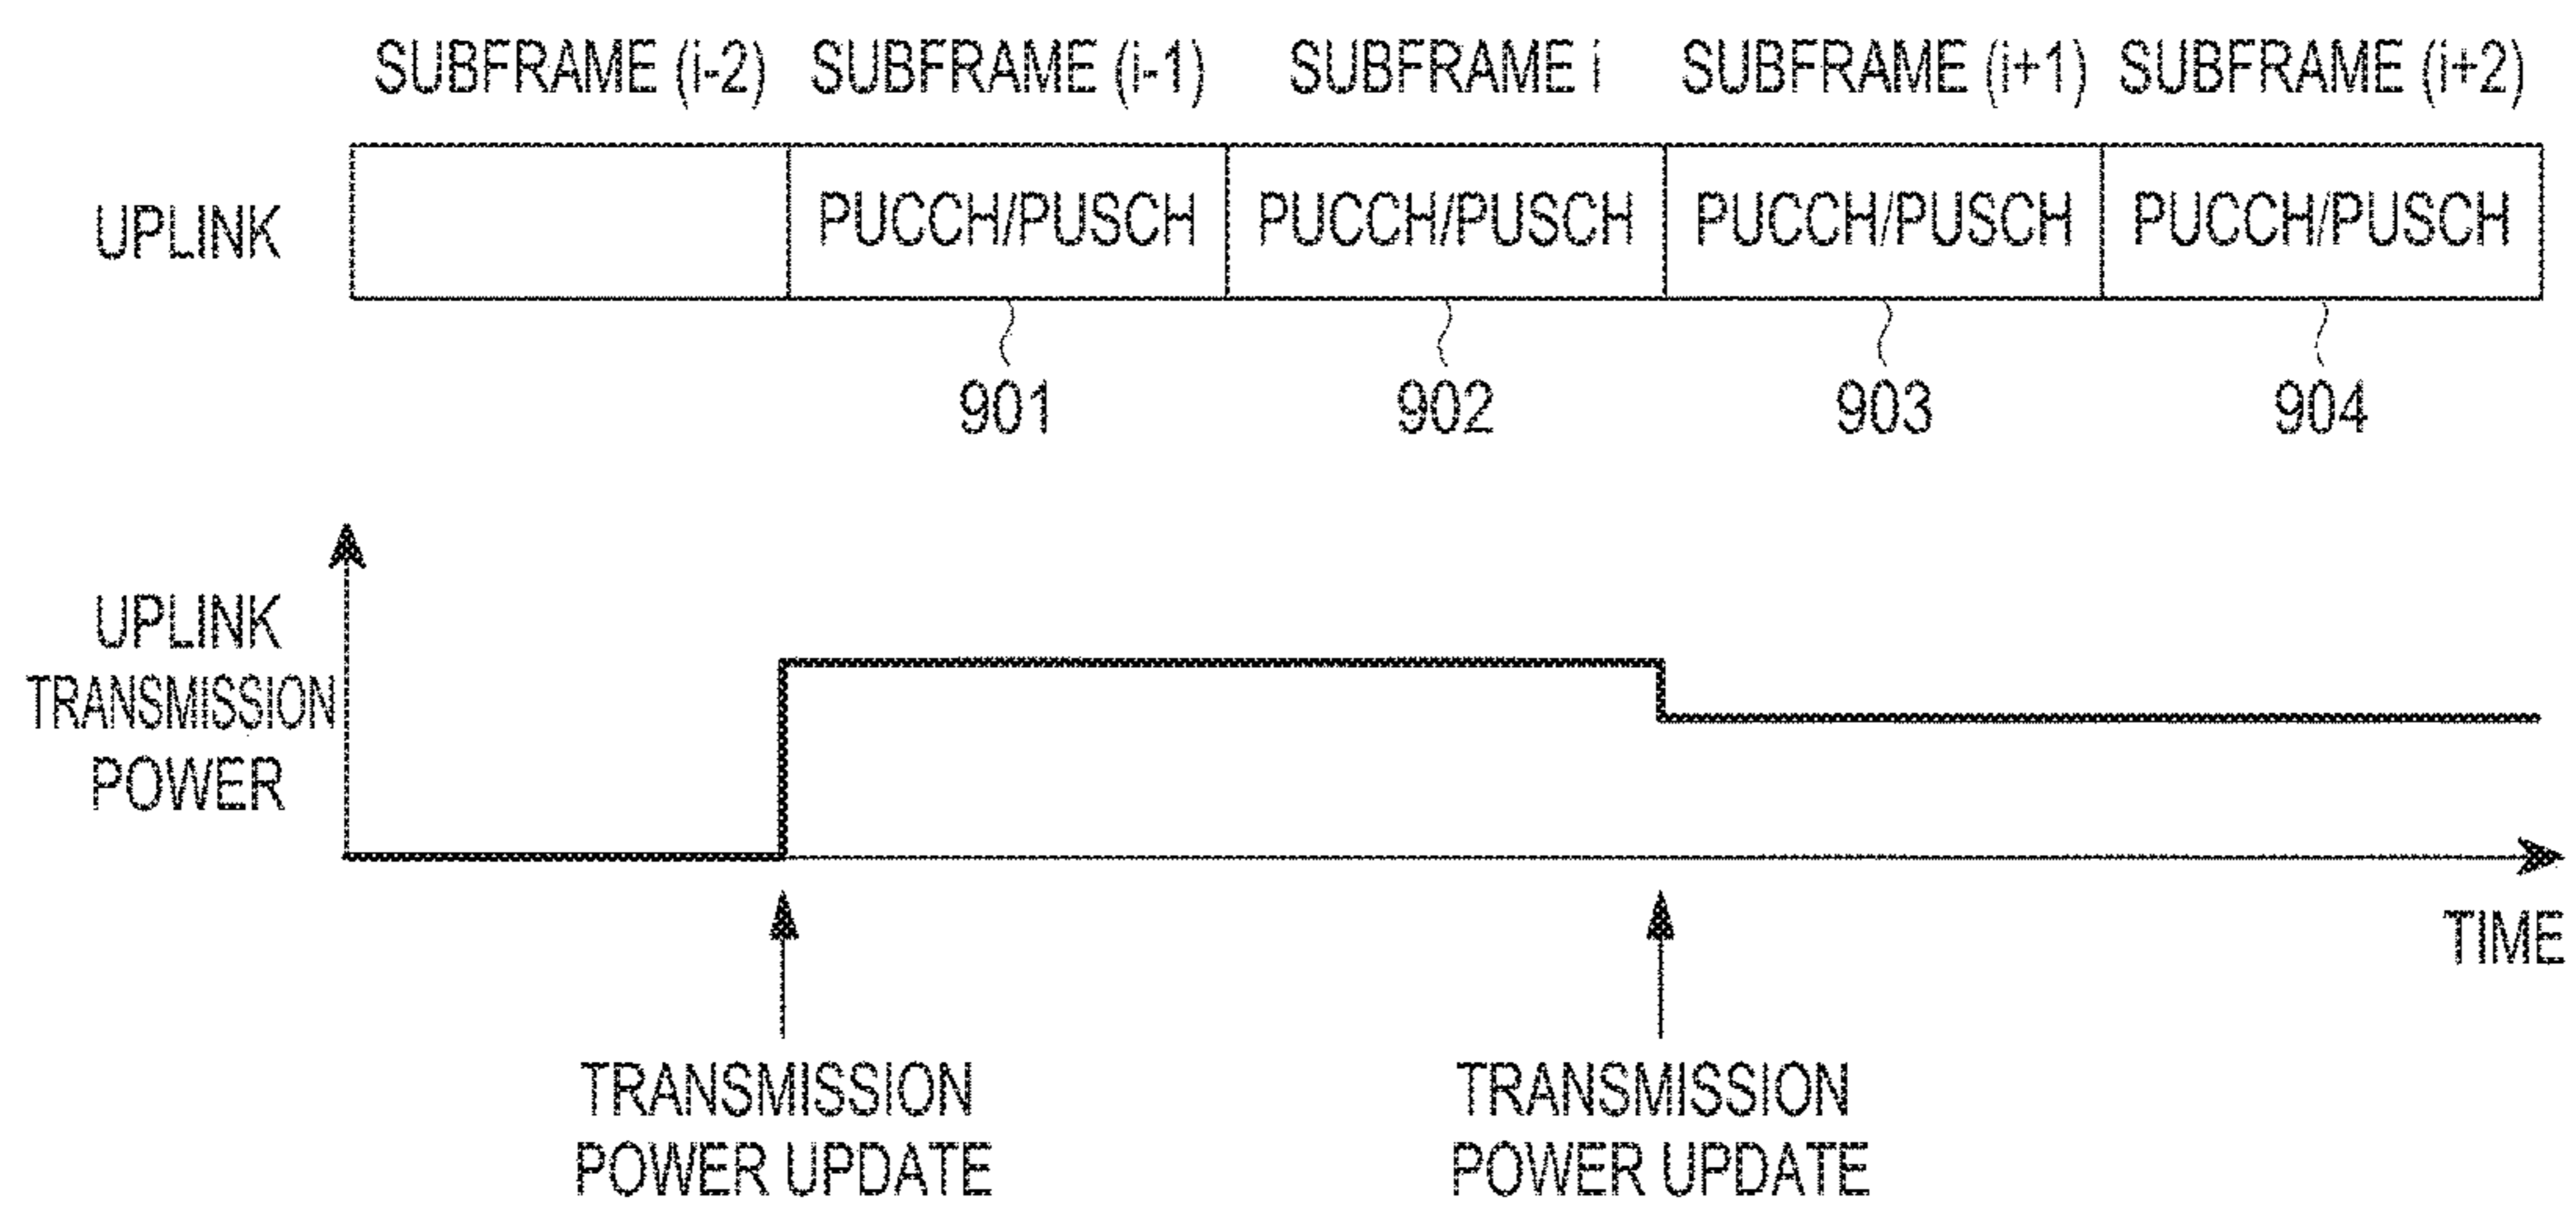 SUBFRAME (i-2) SUBFRAME (i-1) SUBFRAME i SUBFRAME (i+1) SUBFRAME (i+2)
UPLINK PUCCH/PUSCH PUCCH/PUSCH PUCCH/PUSCH PUCCH/PUSCH
901 902 903 904
UPLINK
TRANSMISSION
POWER
TIME
TRANSMISSION
POWER UPDATE
TRANSMISSION
POWER UPDATE